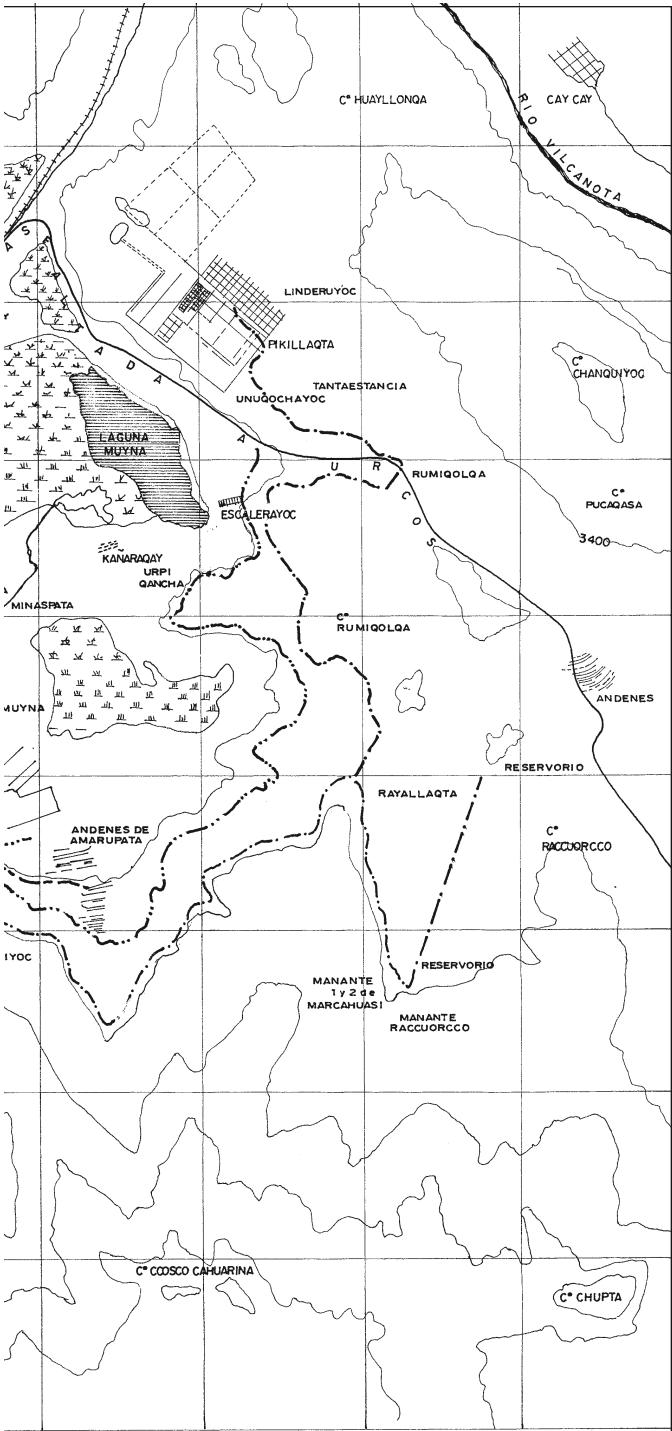 Cº HUAYLLONQA
CAY CAY
RIO VILCANOTA
ASFALTADA A URCOS
LINDERUYOC
PIKILLAQTA
Cº
CHANQUIYOC
TANTAESTANCIA
UNUQOCHAYOC
LAGUNA
MUYNA
RUMIQOLQA
Cº
PUCAQASA
ESCALERAYOC
3400
KAÑARAQAY
URPI
QANCHA
MINASPATA
Cº
RUMIQOLQA
MUYNA
ANDENES
RESERVORIO
RAYALLAQTA
ANDENES DE
AMARUPATA
Cº
RACCUORCCO
IYOC
RESERVORIO
MANANTE
1 y 2 de
MARCAHUASI
MANANTE
RACCUORCCO
Cº CCOSCO CAHUARINA
Cº CHUPTA